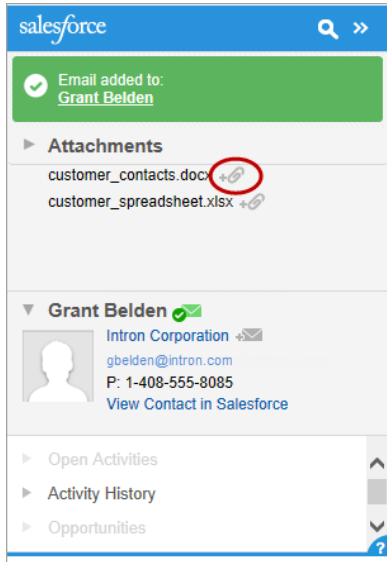 salesforce
Email added to:
Grant Belden
Attachments
customer_contacts.docx
customer_spreadsheet.xlsx
Grant Belden
Intron Corporation
gbelden@intron.com
P: 1-408-555-8085
View Contact in Salesforce
Open Activities
Activity History
Opportunities
?